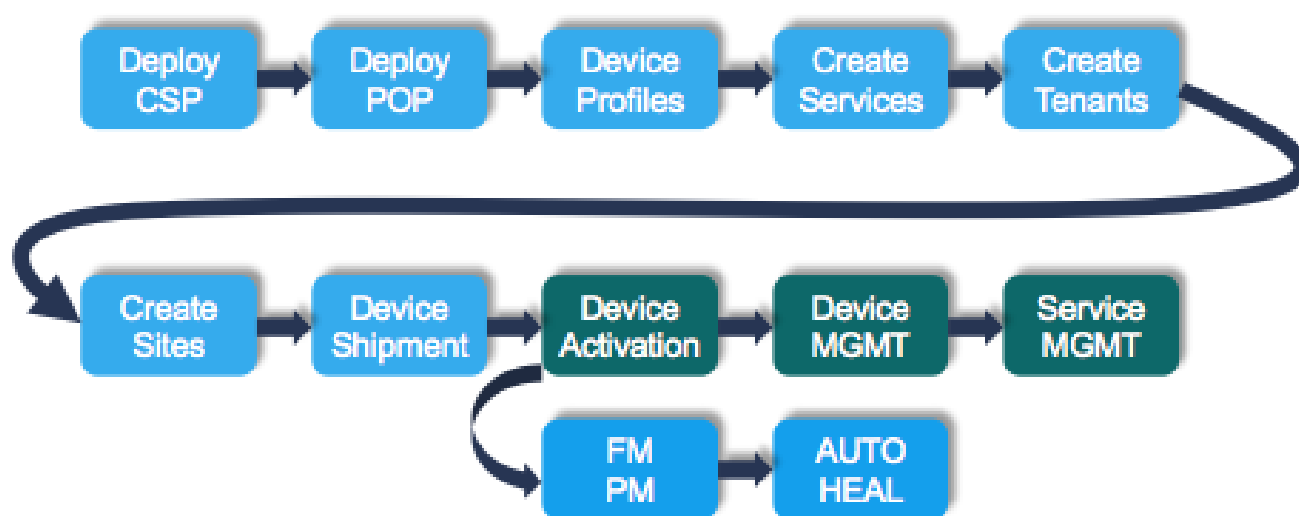 Deploy
CSP
Deploy
POP
Device
Profiles
Create
Services
Create
Tenants
Create
Sites
Device
Shipment
Device
Activation
Device
MGMT
Service
MGMT
FM
PM
AUTO
HEAL